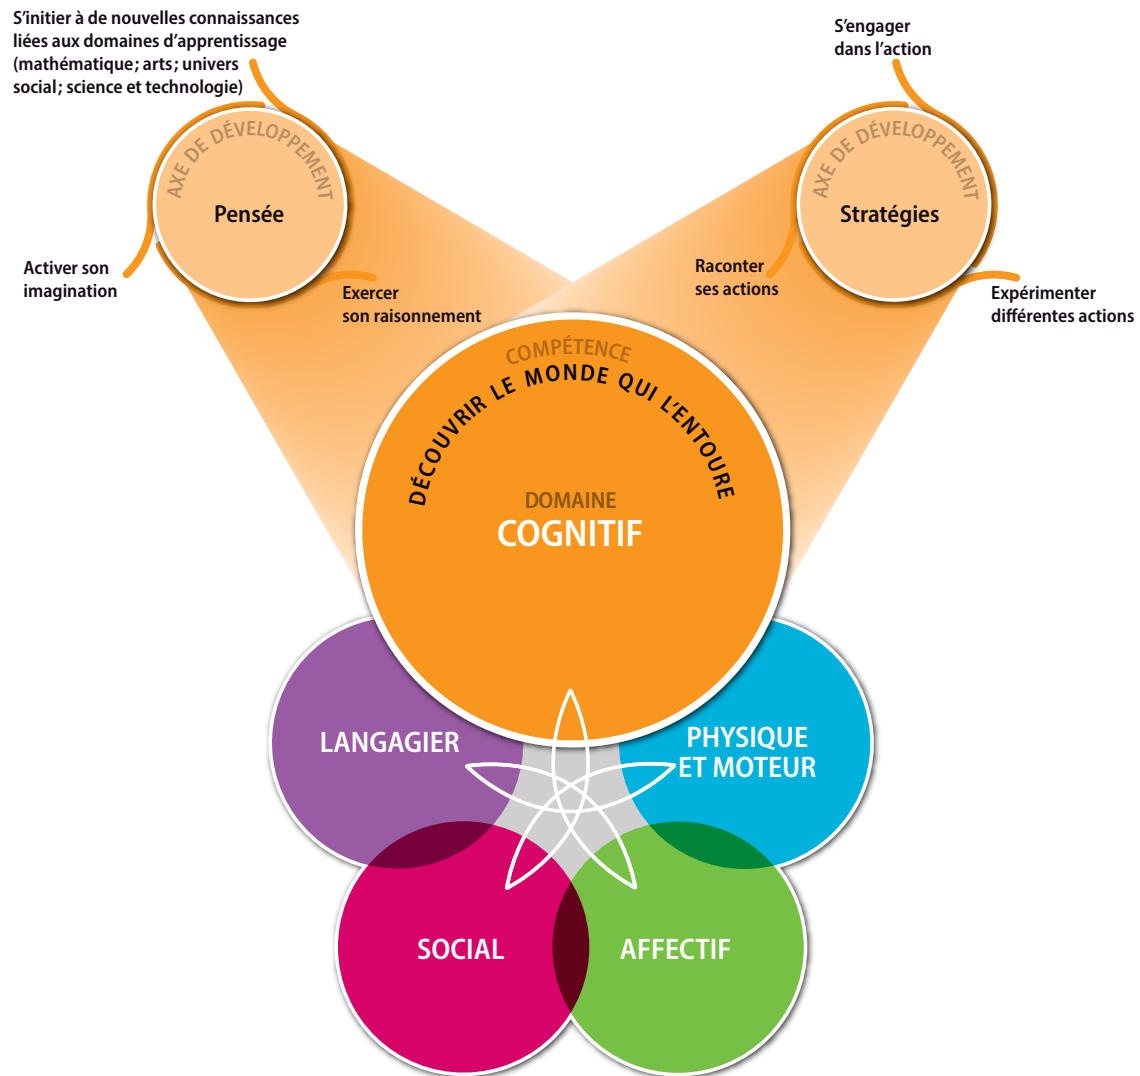 S'initier à de nouvelles connaissances
liées aux domaines d'apprentissage
(mathématique; arts; univers
social; science et technologie)
AXE DE DÉVELOPPEMENT
Pensée
Activer son
imagination
Exercer
son raisonnement
S'engager
dans l'action
AXE DE DÉVELOPPEMENT
Stratégies
Raconter
ses actions
Expérimenter
différentes actions
COMPÉTENCE
DÉCOUVRIR LE MONDE QUI L'ENTOURE
DOMAINE
COGNITIF
LANGAGIER
PHYSIQUE
ET MOTEUR
SOCIAL
AFFECTIF